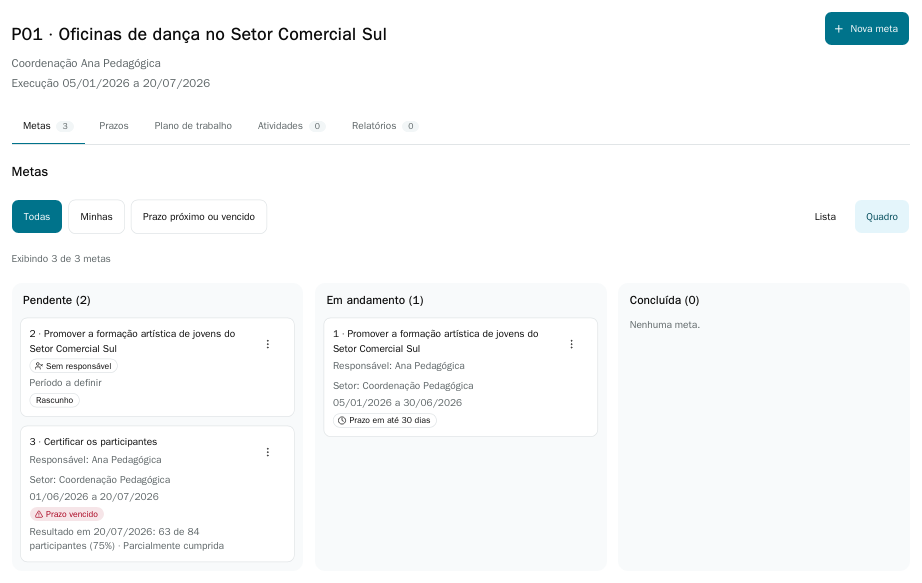 P01 · Oficinas de dança no Setor Comercial Sul
+ Nova meta
Coordenação Ana Pedagógica
Execução 05/01/2026 a 20/07/2026
Metas 3
Prazos
Plano de trabalho
Atividades 0
Relatórios 0
Metas
Todas
Minhas
Prazo próximo ou vencido
Lista
Quadro
Exibindo 3 de 3 metas
Pendente (2)
2 · Promover a formação artística de jovens do
Setor Comercial Sul
Sem responsável
Período a definir
Rascunho
3 · Certificar os participantes
Responsável: Ana Pedagógica
Setor: Coordenação Pedagógica
01/06/2026 a 20/07/2026
Prazo vencido
Resultado em 20/07/2026: 63 de 84
participantes (75%) · Parcialmente cumprida
Em andamento (1)
1 · Promover a formação artística de jovens do
Setor Comercial Sul
Responsável: Ana Pedagógica
Setor: Coordenação Pedagógica
05/01/2026 a 30/06/2026
Prazo em até 30 dias
Concluída (0)
Nenhuma meta.